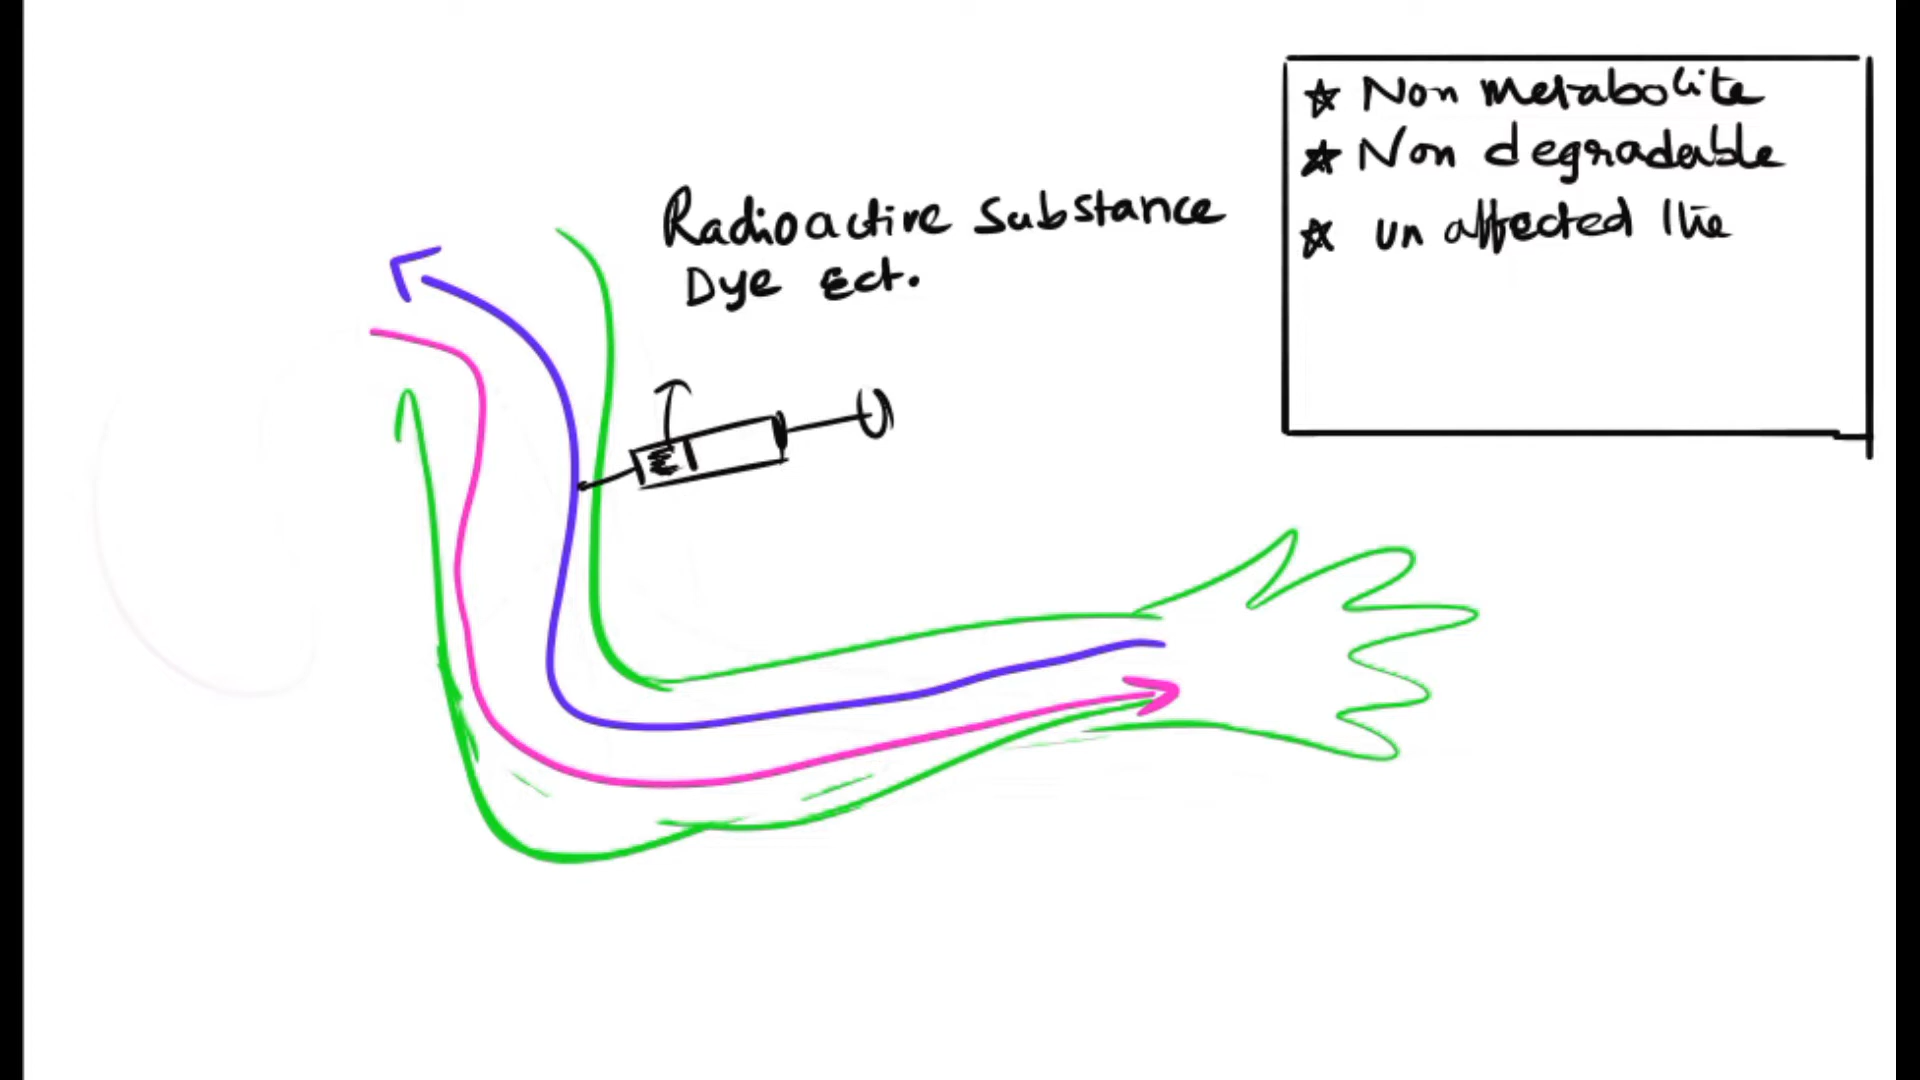 ☆ Non metabolite
☆ Non degradable
☆ un affected
Radioactive Substance
Dye Ect.